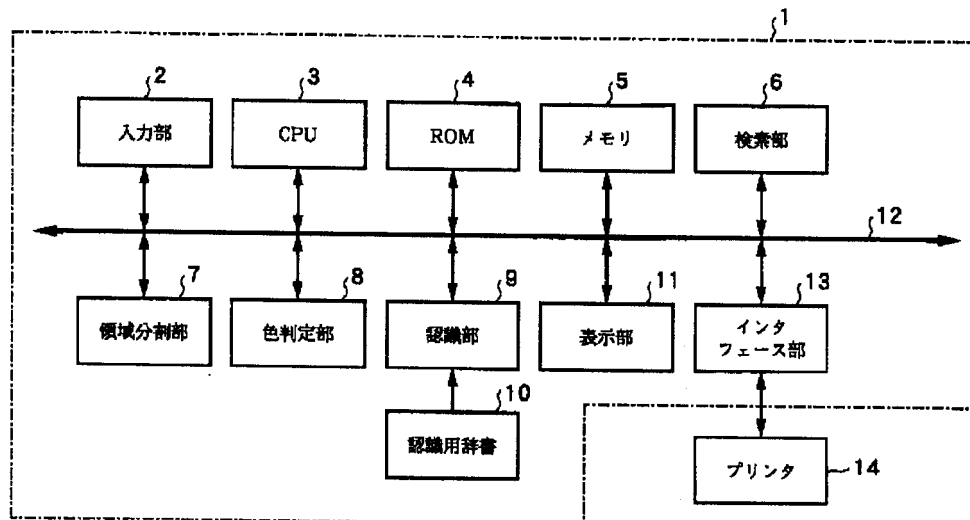 1
2
3
4
5
6
入力部
CPU
ROM
メモリ
検索部
12
7
8
9
11
13
領域分割部
色判定部
認識部
表示部
インタ
フェース部
10
認識用辞書
プリンタ
14